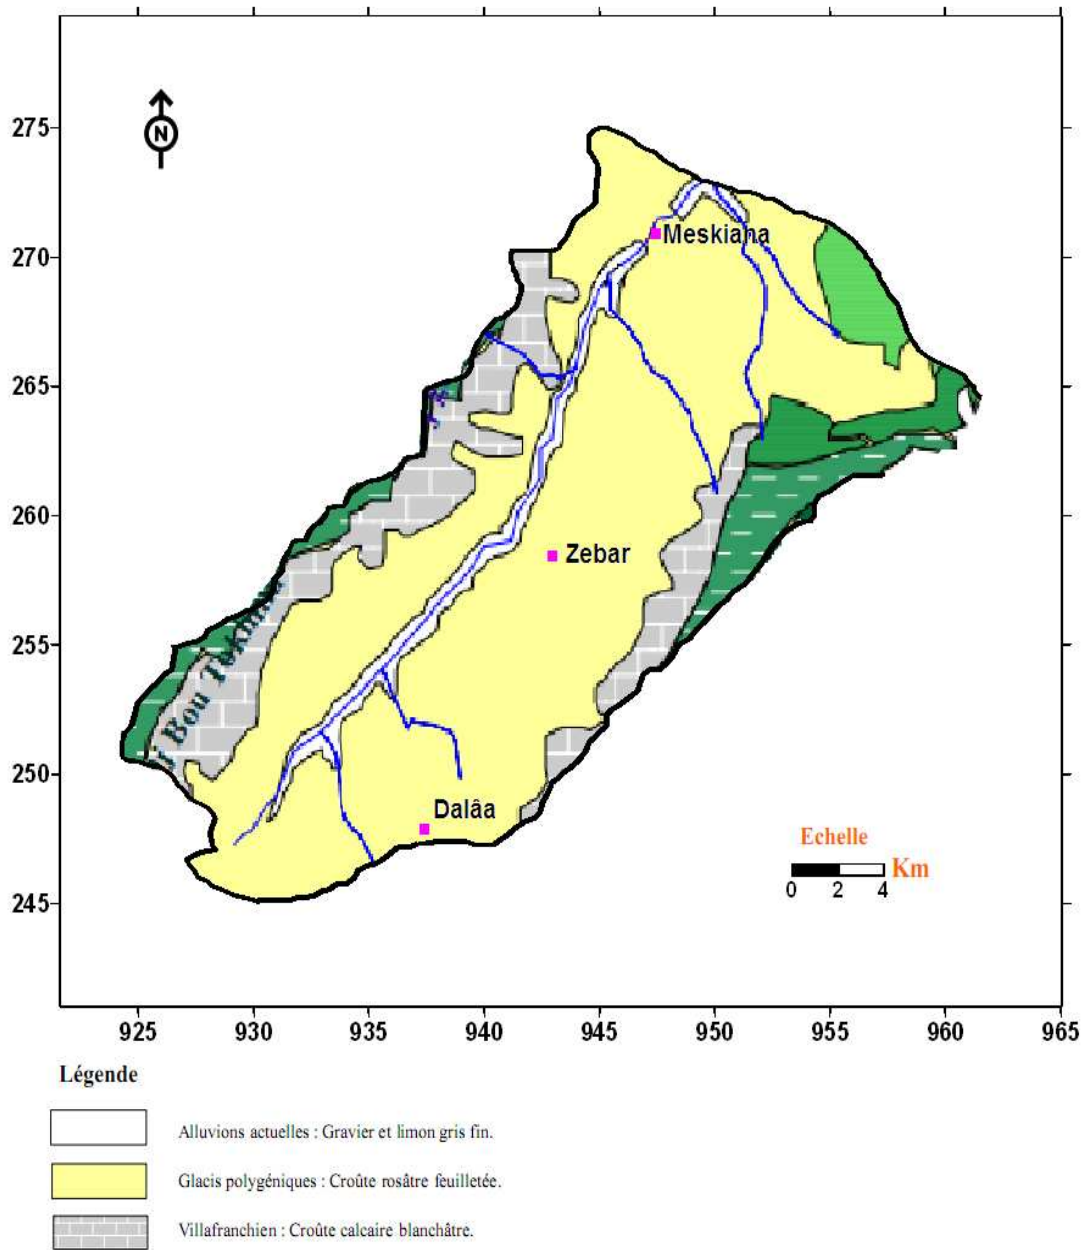 N
275
270
265
260
255
250
245
Meskiana
Zebar
J Bou
Dalâa
Echelle
Km
0 2 4
925 930 935 940 945 950 955 960 965
Légende
Alluvions actuelles : Gravier et limon gris fin.
Glacis polygéniques : Croûte rosâtre feuilletée.
Villafranchien : Croûte calcaire blanchâtre.